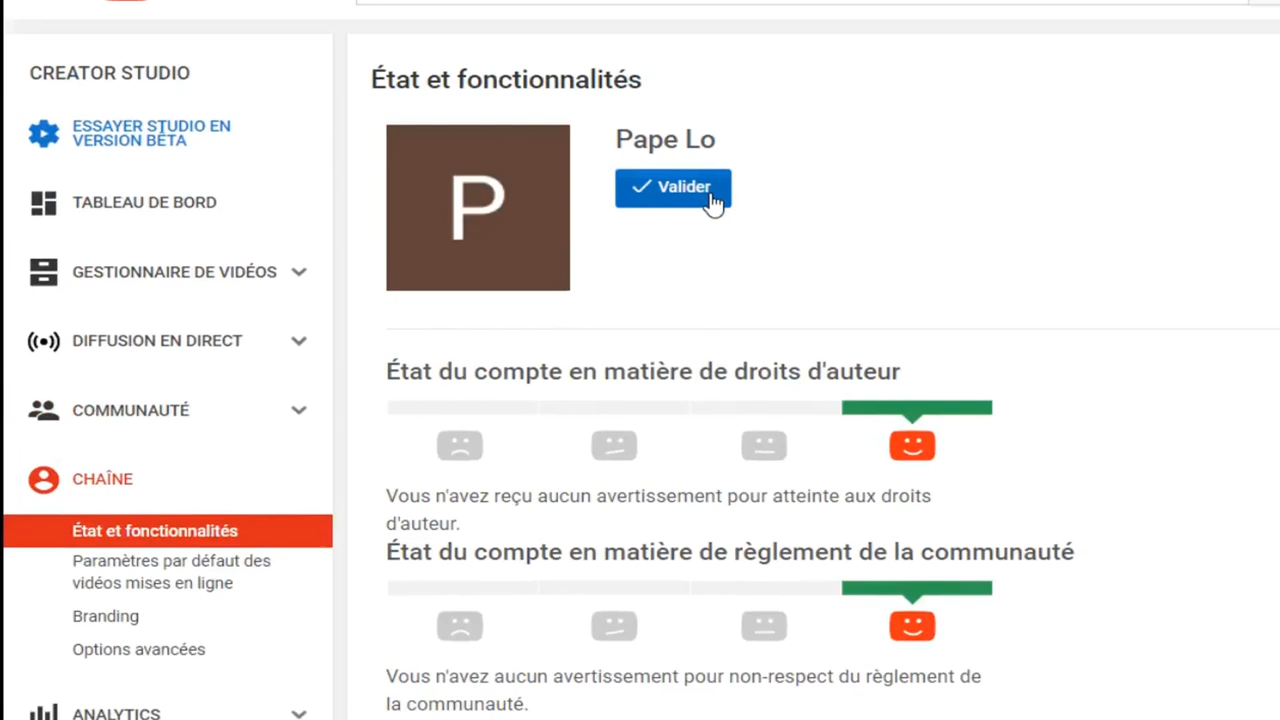 CREATOR STUDIO
ESSAYER STUDIO EN
VERSION BÊTA
TABLEAU DE BORD
GESTIONNAIRE DE VIDÉOS
DIFFUSION EN DIRECT
COMMUNAUTÉ
CHAÎNE
État et fonctionnalités
Paramètres par défaut des
vidéos mises en ligne
Branding
Options avancées
ANALYTICS
État et fonctionnalités
P
Pape Lo
Valider
État du compte en matière de droits d'auteur
Vous n'avez reçu aucun avertissement pour atteinte aux droits
d'auteur.
État du compte en matière de règlement de la communauté
Vous n'avez aucun avertissement pour non-respect du règlement de
la communauté.